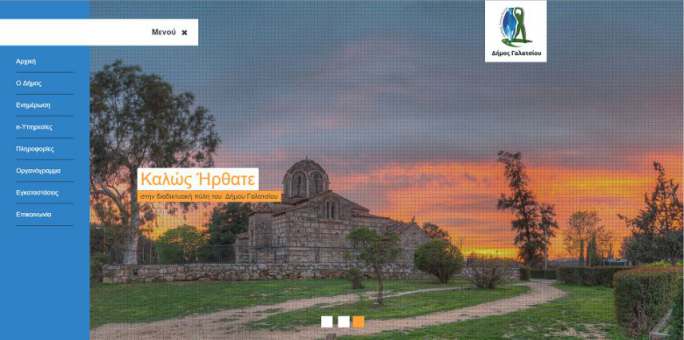 Μενού ✖
Δήμος Γαλατσίου
Αρχική
Ο Δήμος
Ενημέρωση
e-Υπηρεσίες
Πληροφορίες
Οργανόγραμμα
Εγκαταστάσεις
Επικοινωνία
Καλώς Ήρθατε
στην διαδικτυακή πύλη του Δήμου Γαλατσίου